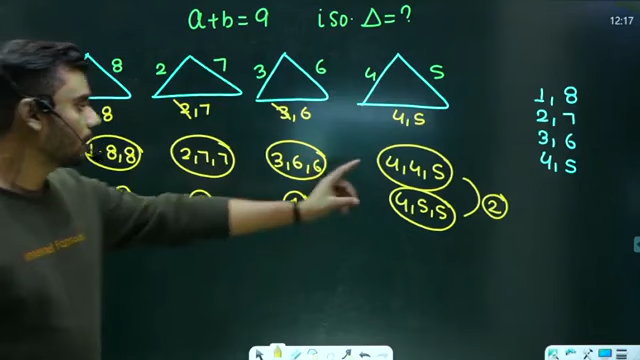 a+b=9 iso. Δ=?
12:17
8 2 7 3 6 4 5
8 2,7 3,6 4,5
1,8,8 2,7,7 3,6,6 4,4,5
4,5,5 2
1, 8
2, 7
3, 6
4, 5